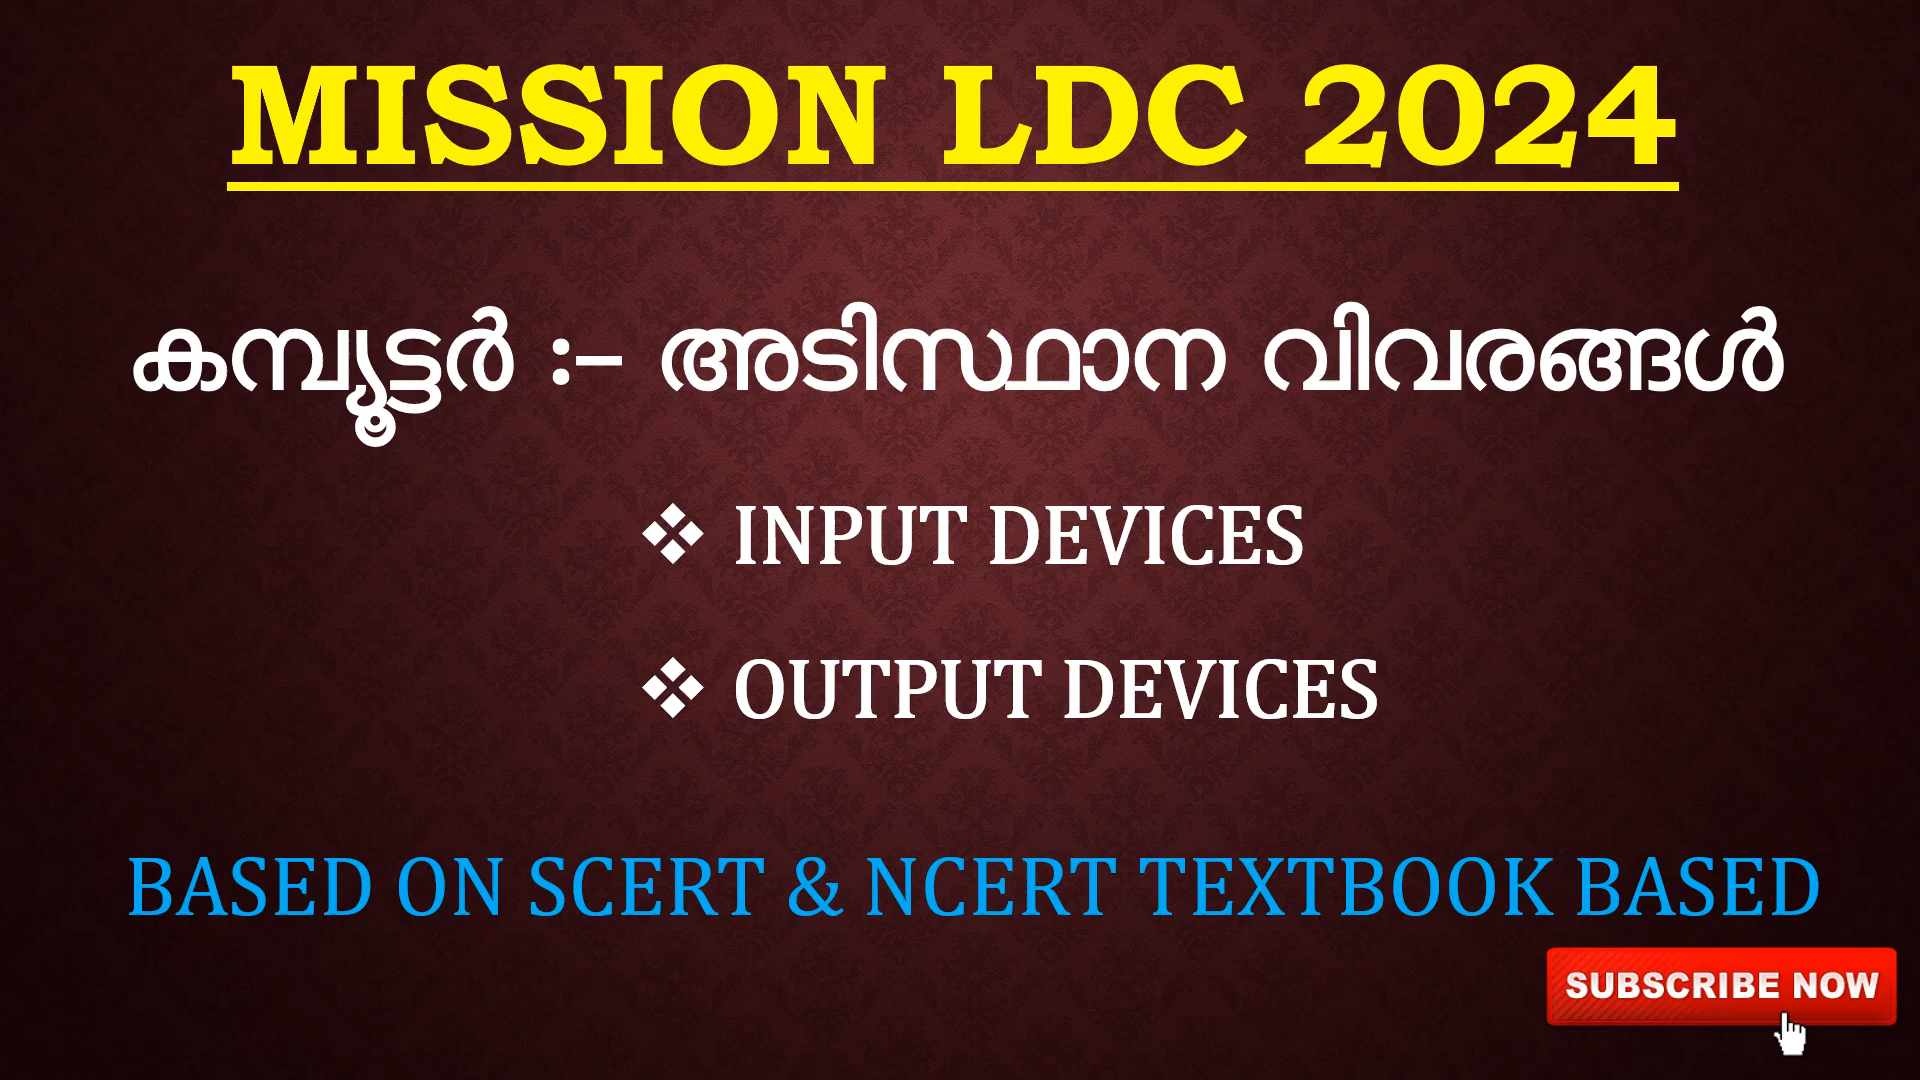 MISSION LDC 2024
കമ്പ്യൂട്ടർ :– അടിസ്ഥാന വിവരങ്ങൾ
❖ INPUT DEVICES
❖ OUTPUT DEVICES
BASED ON SCERT & NCERT TEXTBOOK BASED
SUBSCRIBE NOW